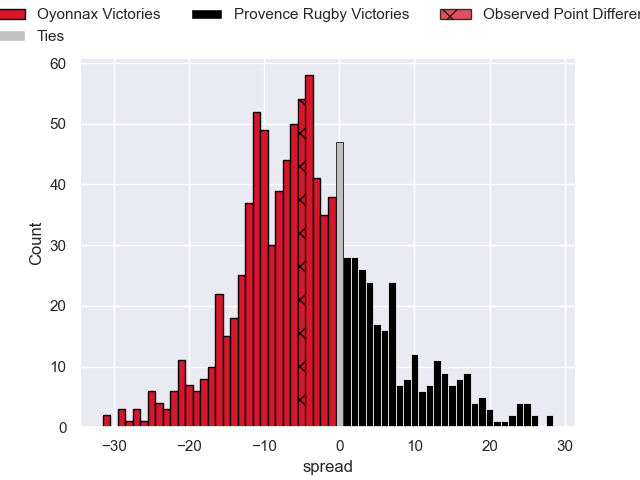 Oyonnax Victories
Provence Rugby Victories
Observed Point Differen
Ties
60
50
40
30
20
10
0
Count
−30
−20
−10
0
10
20
30
spread